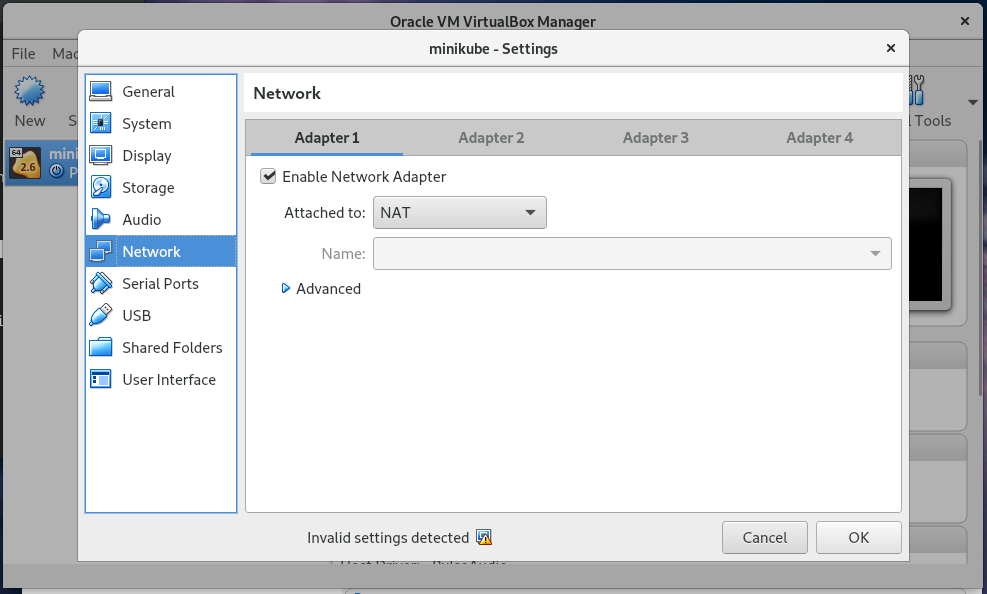 Oracle VM VirtualBox Manager
minikube - Settings
File
New
64
2.6
mini
Tools
General
System
Display
Storage
Audio
Network
Serial Ports
USB
Shared Folders
User Interface
Network
Adapter 1 Adapter 2 Adapter 3 Adapter 4
Enable Network Adapter
Attached to: NAT
Name:
Advanced
Invalid settings detected
Cancel OK